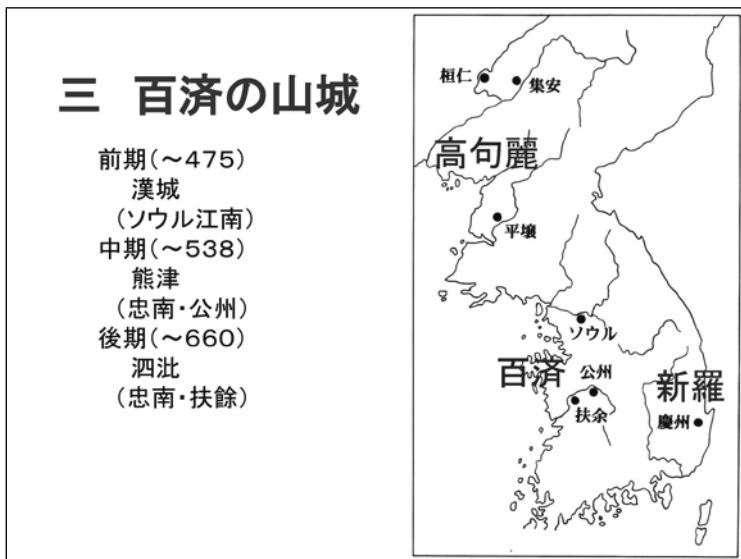 三 百済の山城
前期(～475)
漢城
(ソウル江南)
中期(～538)
熊津
(忠南・公州)
後期(～660)
泗沘
(忠南・扶餘)
桓仁
集安
高句麗
平壌
ソウル
百済
公州
新羅
扶余
慶州